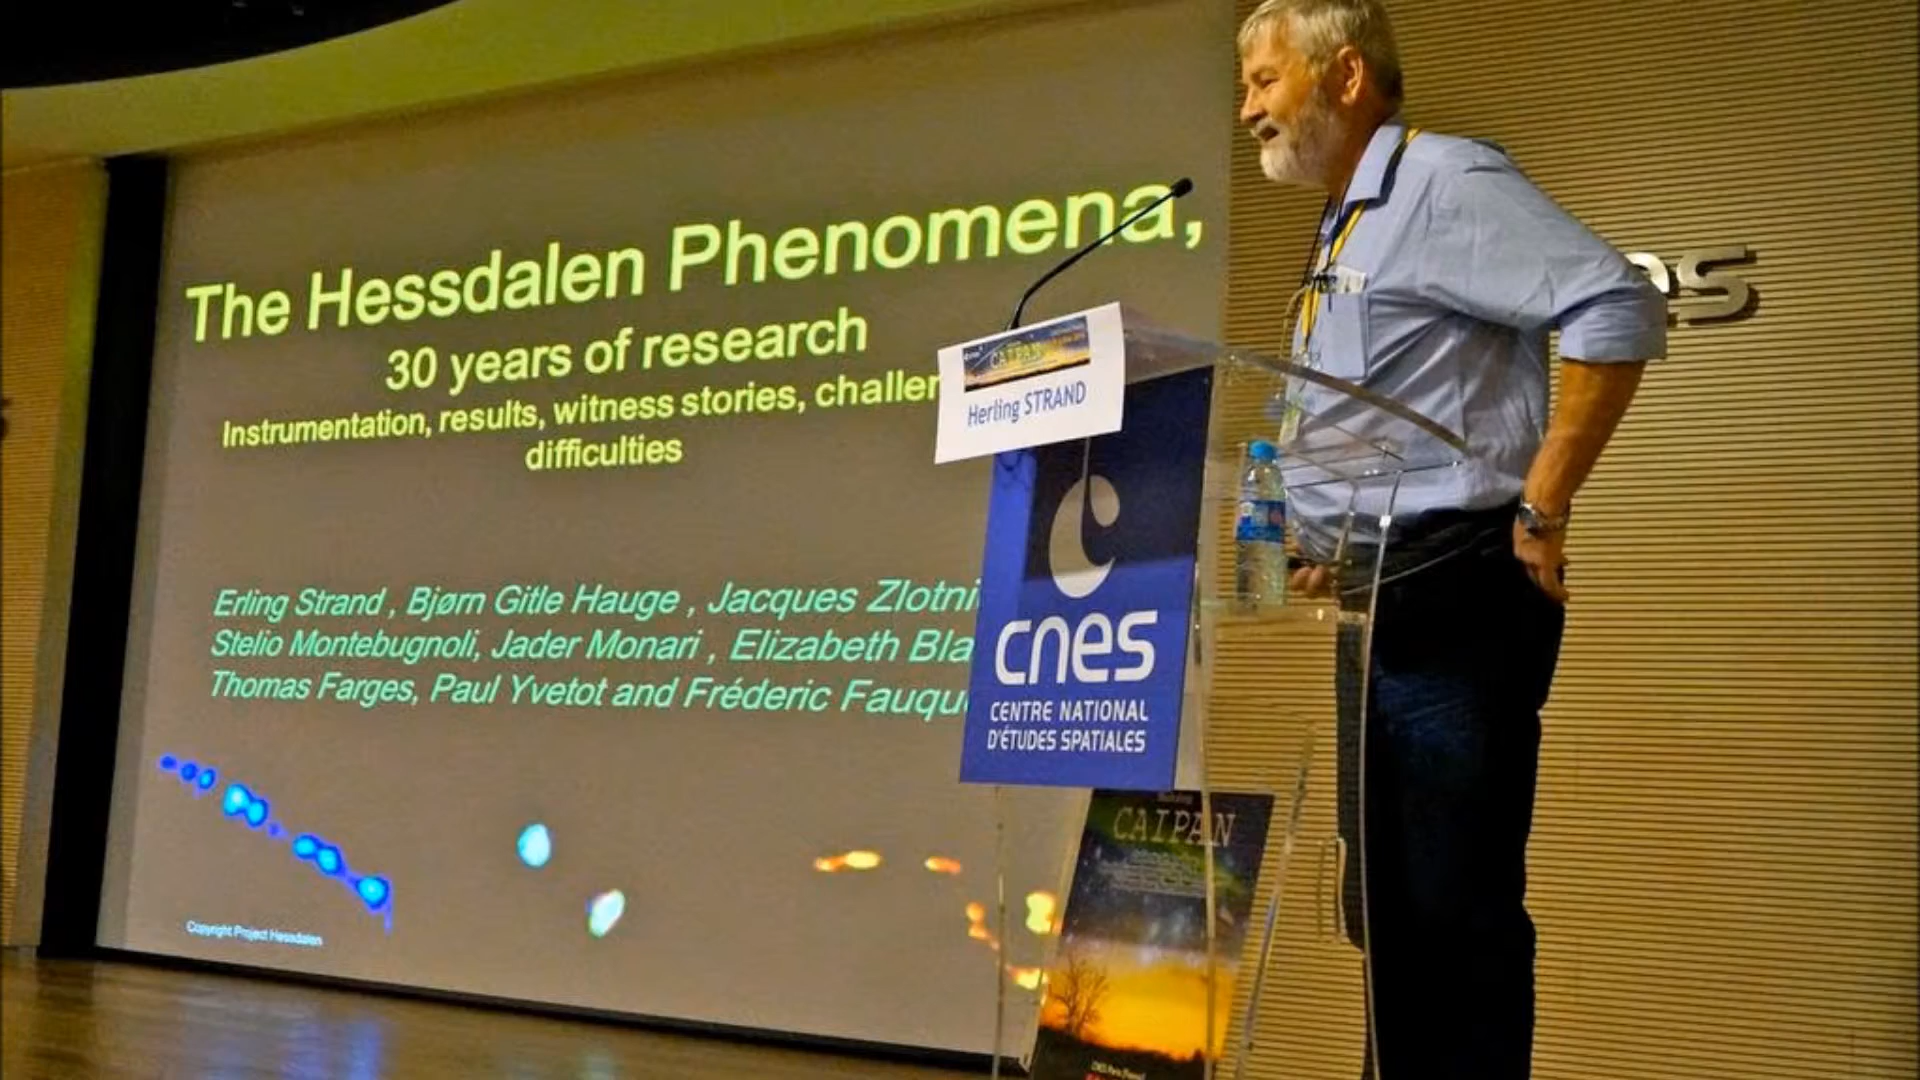 The Hessdalen Phenomena,
30 years of research
Instrumentation, results, witness stories, challen
difficulties
Erling Strand , Bjørn Gitle Hauge , Jacques Zlotni
Stelio Montebugnoli, Jader Monari , Elizabeth Bla
Thomas Farges, Paul Yvetot and Fréderic Fauqu
Copyright Project Hessdalen
CAIPAN
Herling STRAND
cnes
CENTRE NATIONAL
D'ÉTUDES SPATIALES
es
CAIPAN